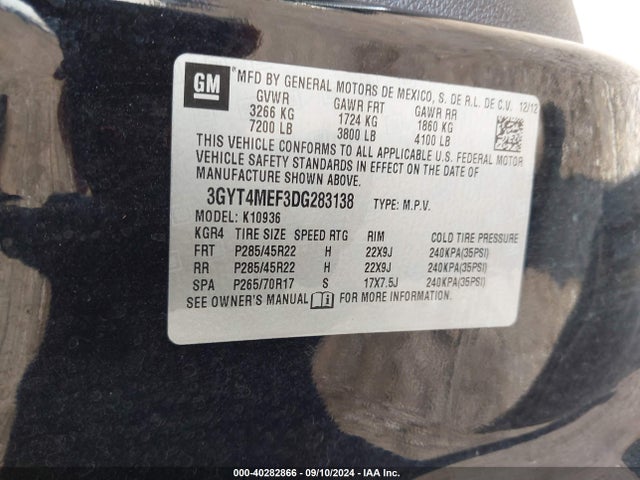 GM
*MFD BY GENERAL MOTORS DE MEXICO, S. DE R.L. DE C.V. 12/12
GVWR GAWR FRT GAWR RR
3266 KG 1724 KG 1860 KG
7200 LB 3800 LB 4100 LB
THIS VEHICLE CONFORMS TO ALL APPLICABLE U.S. FEDERAL MOTOR
VEHICLE SAFETY STANDARDS IN EFFECT ON THE DATE OF
MANUFACTURE SHOWN ABOVE.
3GYT4MEF3DG283138 TYPE: M.P.V.
MODEL: K10936
KGR4 TIRE SIZE SPEED RTG RIM COLD TIRE PRESSURE
FRT P285/45R22 H 22X9J 240KPA(35PSI)
RR P285/45R22 H 22X9J 240KPA(35PSI)
SPA P265/70R17 S 17X7.5J 240KPA(35PSI)
SEE OWNER'S MANUAL FOR MORE INFORMATION.
000-40282866 - 09/10/2024 - IAA Inc.